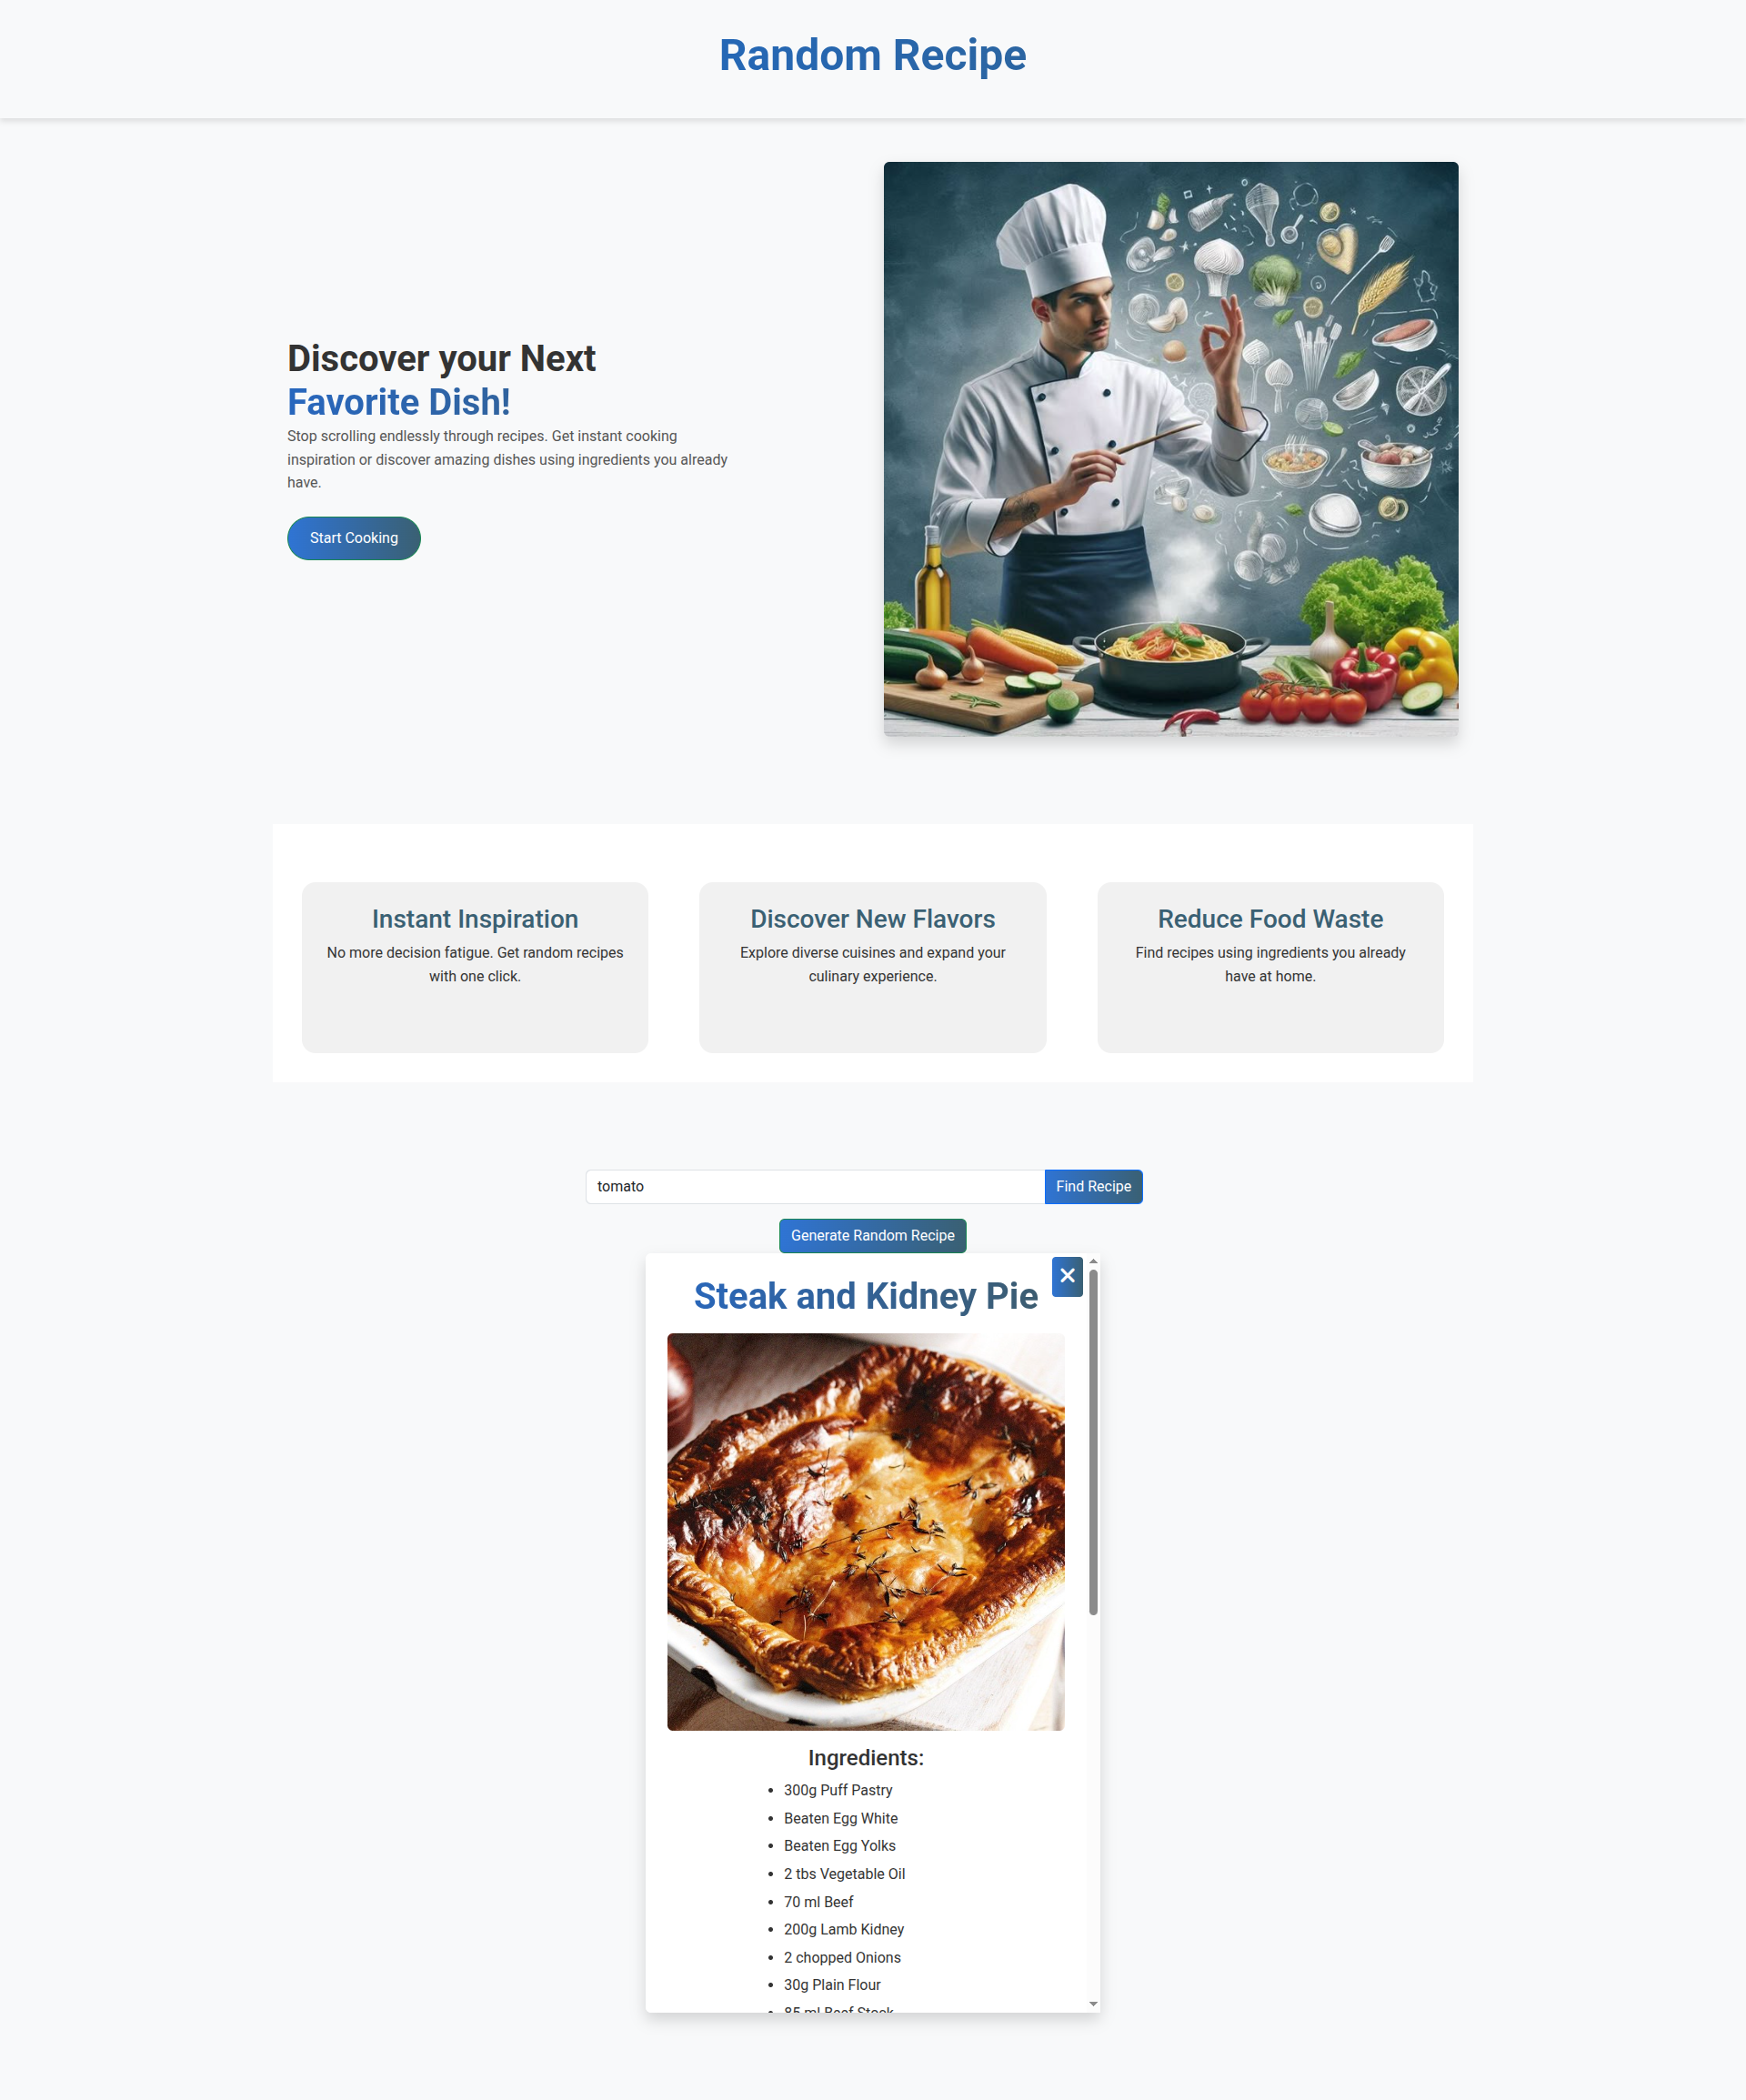 Random Recipe
Discover your Next
Favorite Dish!
Stop scrolling endlessly through recipes. Get instant cooking
inspiration or discover amazing dishes using ingredients you already
have.
Start Cooking
Instant Inspiration
No more decision fatigue. Get random recipes
with one click.
Discover New Flavors
Explore diverse cuisines and expand your
culinary experience.
Reduce Food Waste
Find recipes using ingredients you already
have at home.
tomato
Find Recipe
Generate Random Recipe
Steak and Kidney Pie
Ingredients:
300g Puff Pastry
Beaten Egg White
Beaten Egg Yolks
2 tbs Vegetable Oil
70 ml Beef
200g Lamb Kidney
2 chopped Onions
30g Plain Flour
85 ml Beef Stock